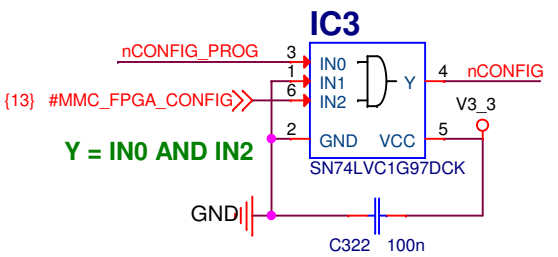 IC3
nCONFIG_PROG 3 IN0 Y 4 nCONFIG
1 IN1
{13} #MMC_FPGA_CONFIG 6 IN2
V3_3
2 GND VCC 5
Y = IN0 AND IN2
SN74LVC1G97DCK
GND
C322 100n